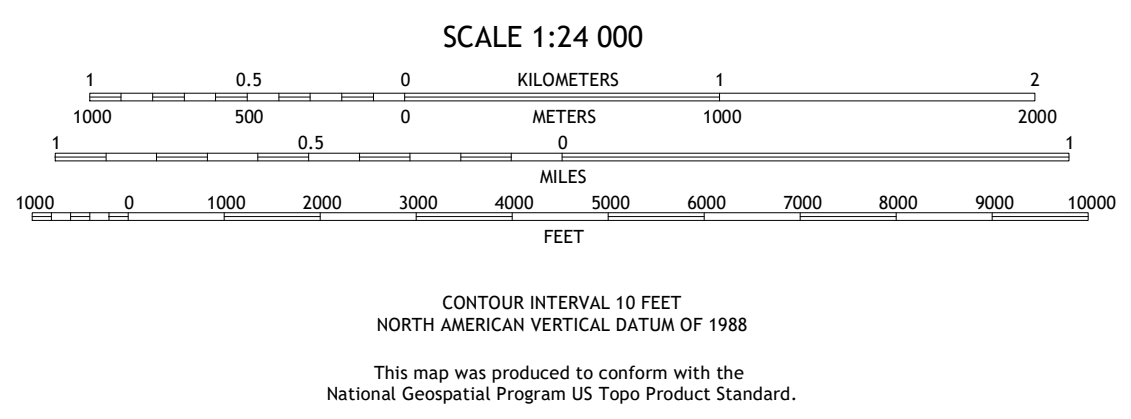 SCALE 1:24 000
1 0.5 0 KILOMETERS 1 2
1000 500 0 METERS 1000 2000
1 0.5 0 1
MILES
1000 0 1000 2000 3000 4000 5000 6000 7000 8000 9000 10000
FEET
CONTOUR INTERVAL 10 FEET
NORTH AMERICAN VERTICAL DATUM OF 1988
This map was produced to conform with the
National Geospatial Program US Topo Product Standard.